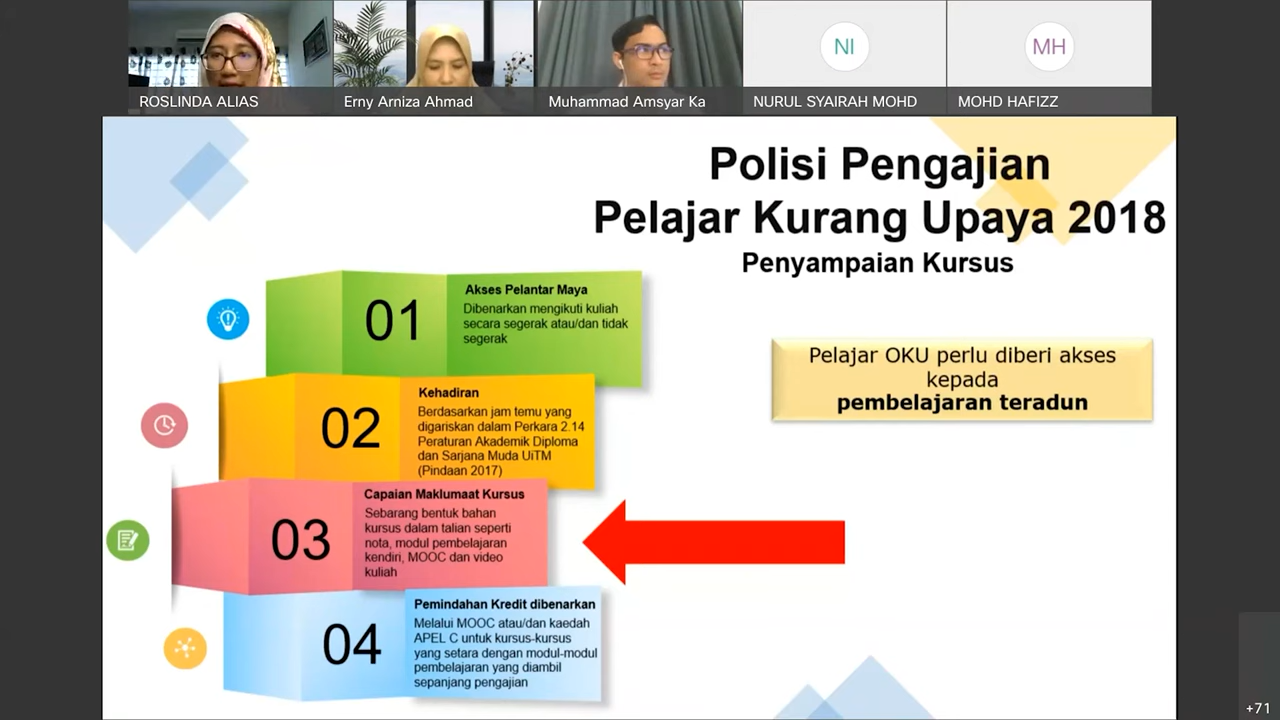 ROSLINDA ALIAS
Erny Arniza Ahmad
Muhammad Amsyar Ka
NI
NURUL SYAIRAH MOHD
MH
MOHD HAFIZZ
Polisi Pengajian
Pelajar Kurang Upaya 2018
Penyampaian Kursus
01
Akses Pelantar Maya
Dibenarkan mengikuti kuliah
secara segerak atau/dan tidak
segerak
02
Kehadiran
Berdasarkan jam temu yang
digariskan dalam Perkara 2.14
Peraturan Akademik Diploma
dan Sarjana Muda UiTM
(Pindaan 2017)
03
Capaian Maklumaat Kursus
Sebarang bentuk bahan
kursus dalam talian seperti
nota, modul pembelajaran
kendiri, MOOC dan video
kuliah
04
Pemindahan Kredit dibenarkan
Melalui MOOC atau/dan kaedah
APEL C untuk kursus-kursus
yang setara dengan modul-modul
pembelajaran yang diambil
sepanjang pengajian
Pelajar OKU perlu diberi akses
kepada
pembelajaran teradun
+71